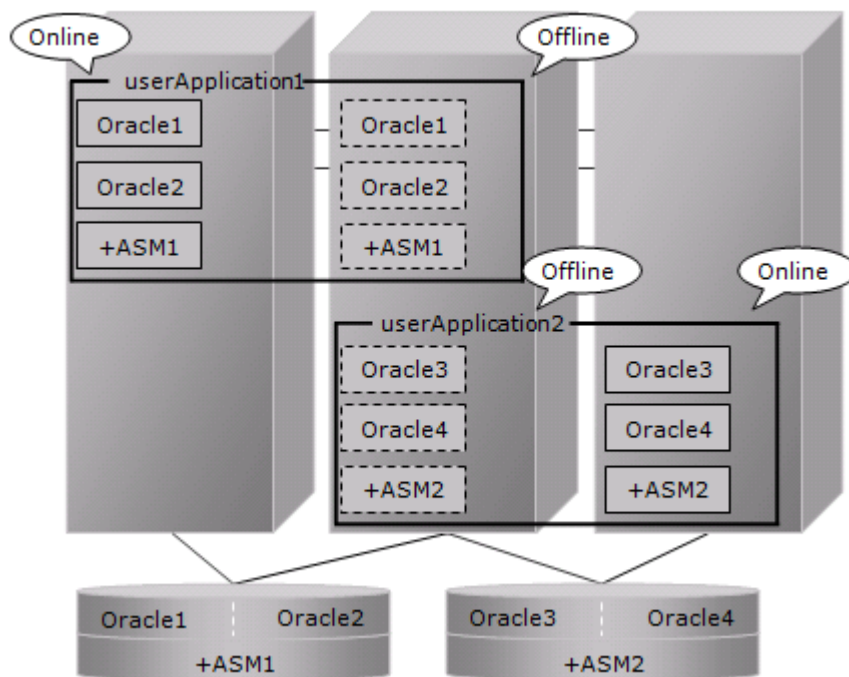 Online
Offline
userApplication1
Oracle1 Oracle1
Oracle2 Oracle2
+ASM1 +ASM1
Offline Online
userApplication2
Oracle3 Oracle3
Oracle4 Oracle4
+ASM2 +ASM2
Oracle1 Oracle2 Oracle3 Oracle4
+ASM1 +ASM2